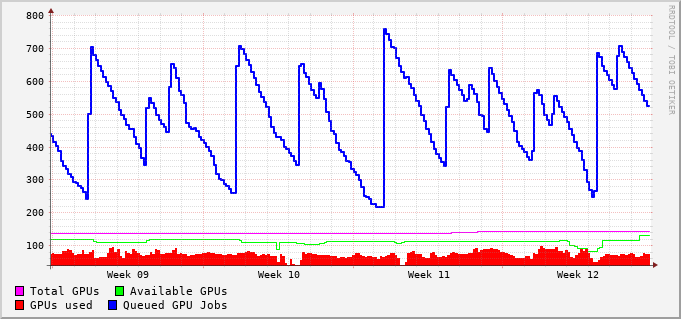 800
700
600
500
400
300
200
100
Week 09 Week 10 Week 11 Week 12
Total GPUs Available GPUs
GPUs used Queued GPU Jobs
RRDTOOL / TOBI OETIKER